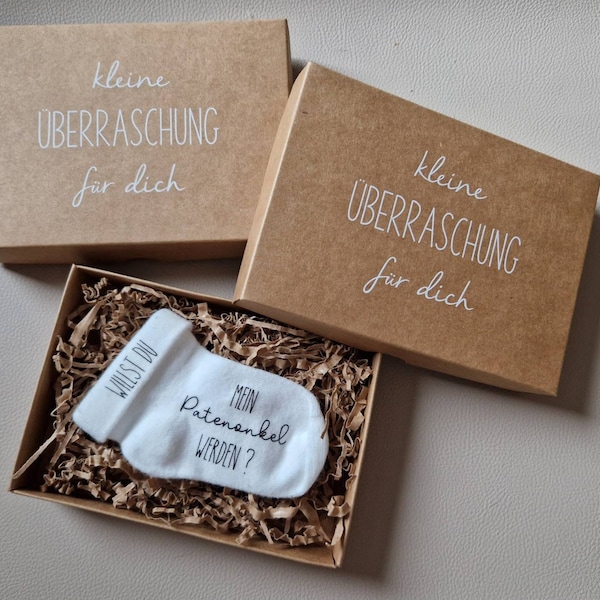 kleine
ÜBERRASCHUNG
für dich
kleine
ÜBERRASCHUNG
für dich
WILLST DU
MEIN
Patenonkel
WERDEN ?